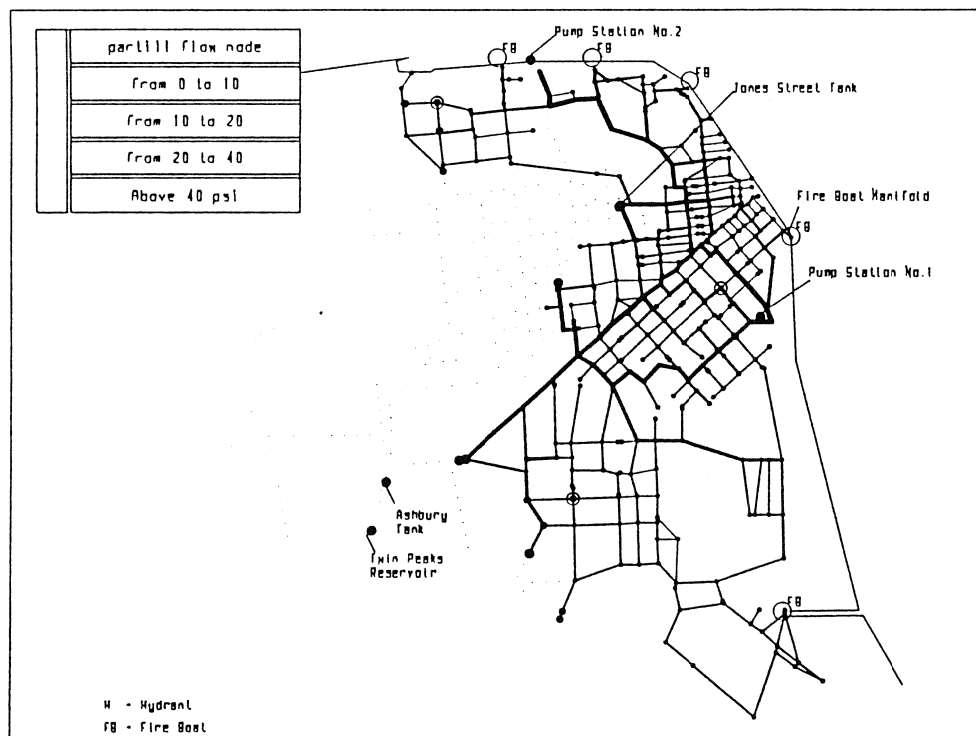 partill flow node
from 0 to 10
from 10 to 20
from 20 to 40
Above 40 psi
FB
Pump Station No.2
FB
FB
Jones Street Tank
Fire Boat Manifold
FB
Pump Station No.1
Ashbury
Tank
Twin Peaks
Reservoir
FB
H - Hydrant
FB - Fire Boat